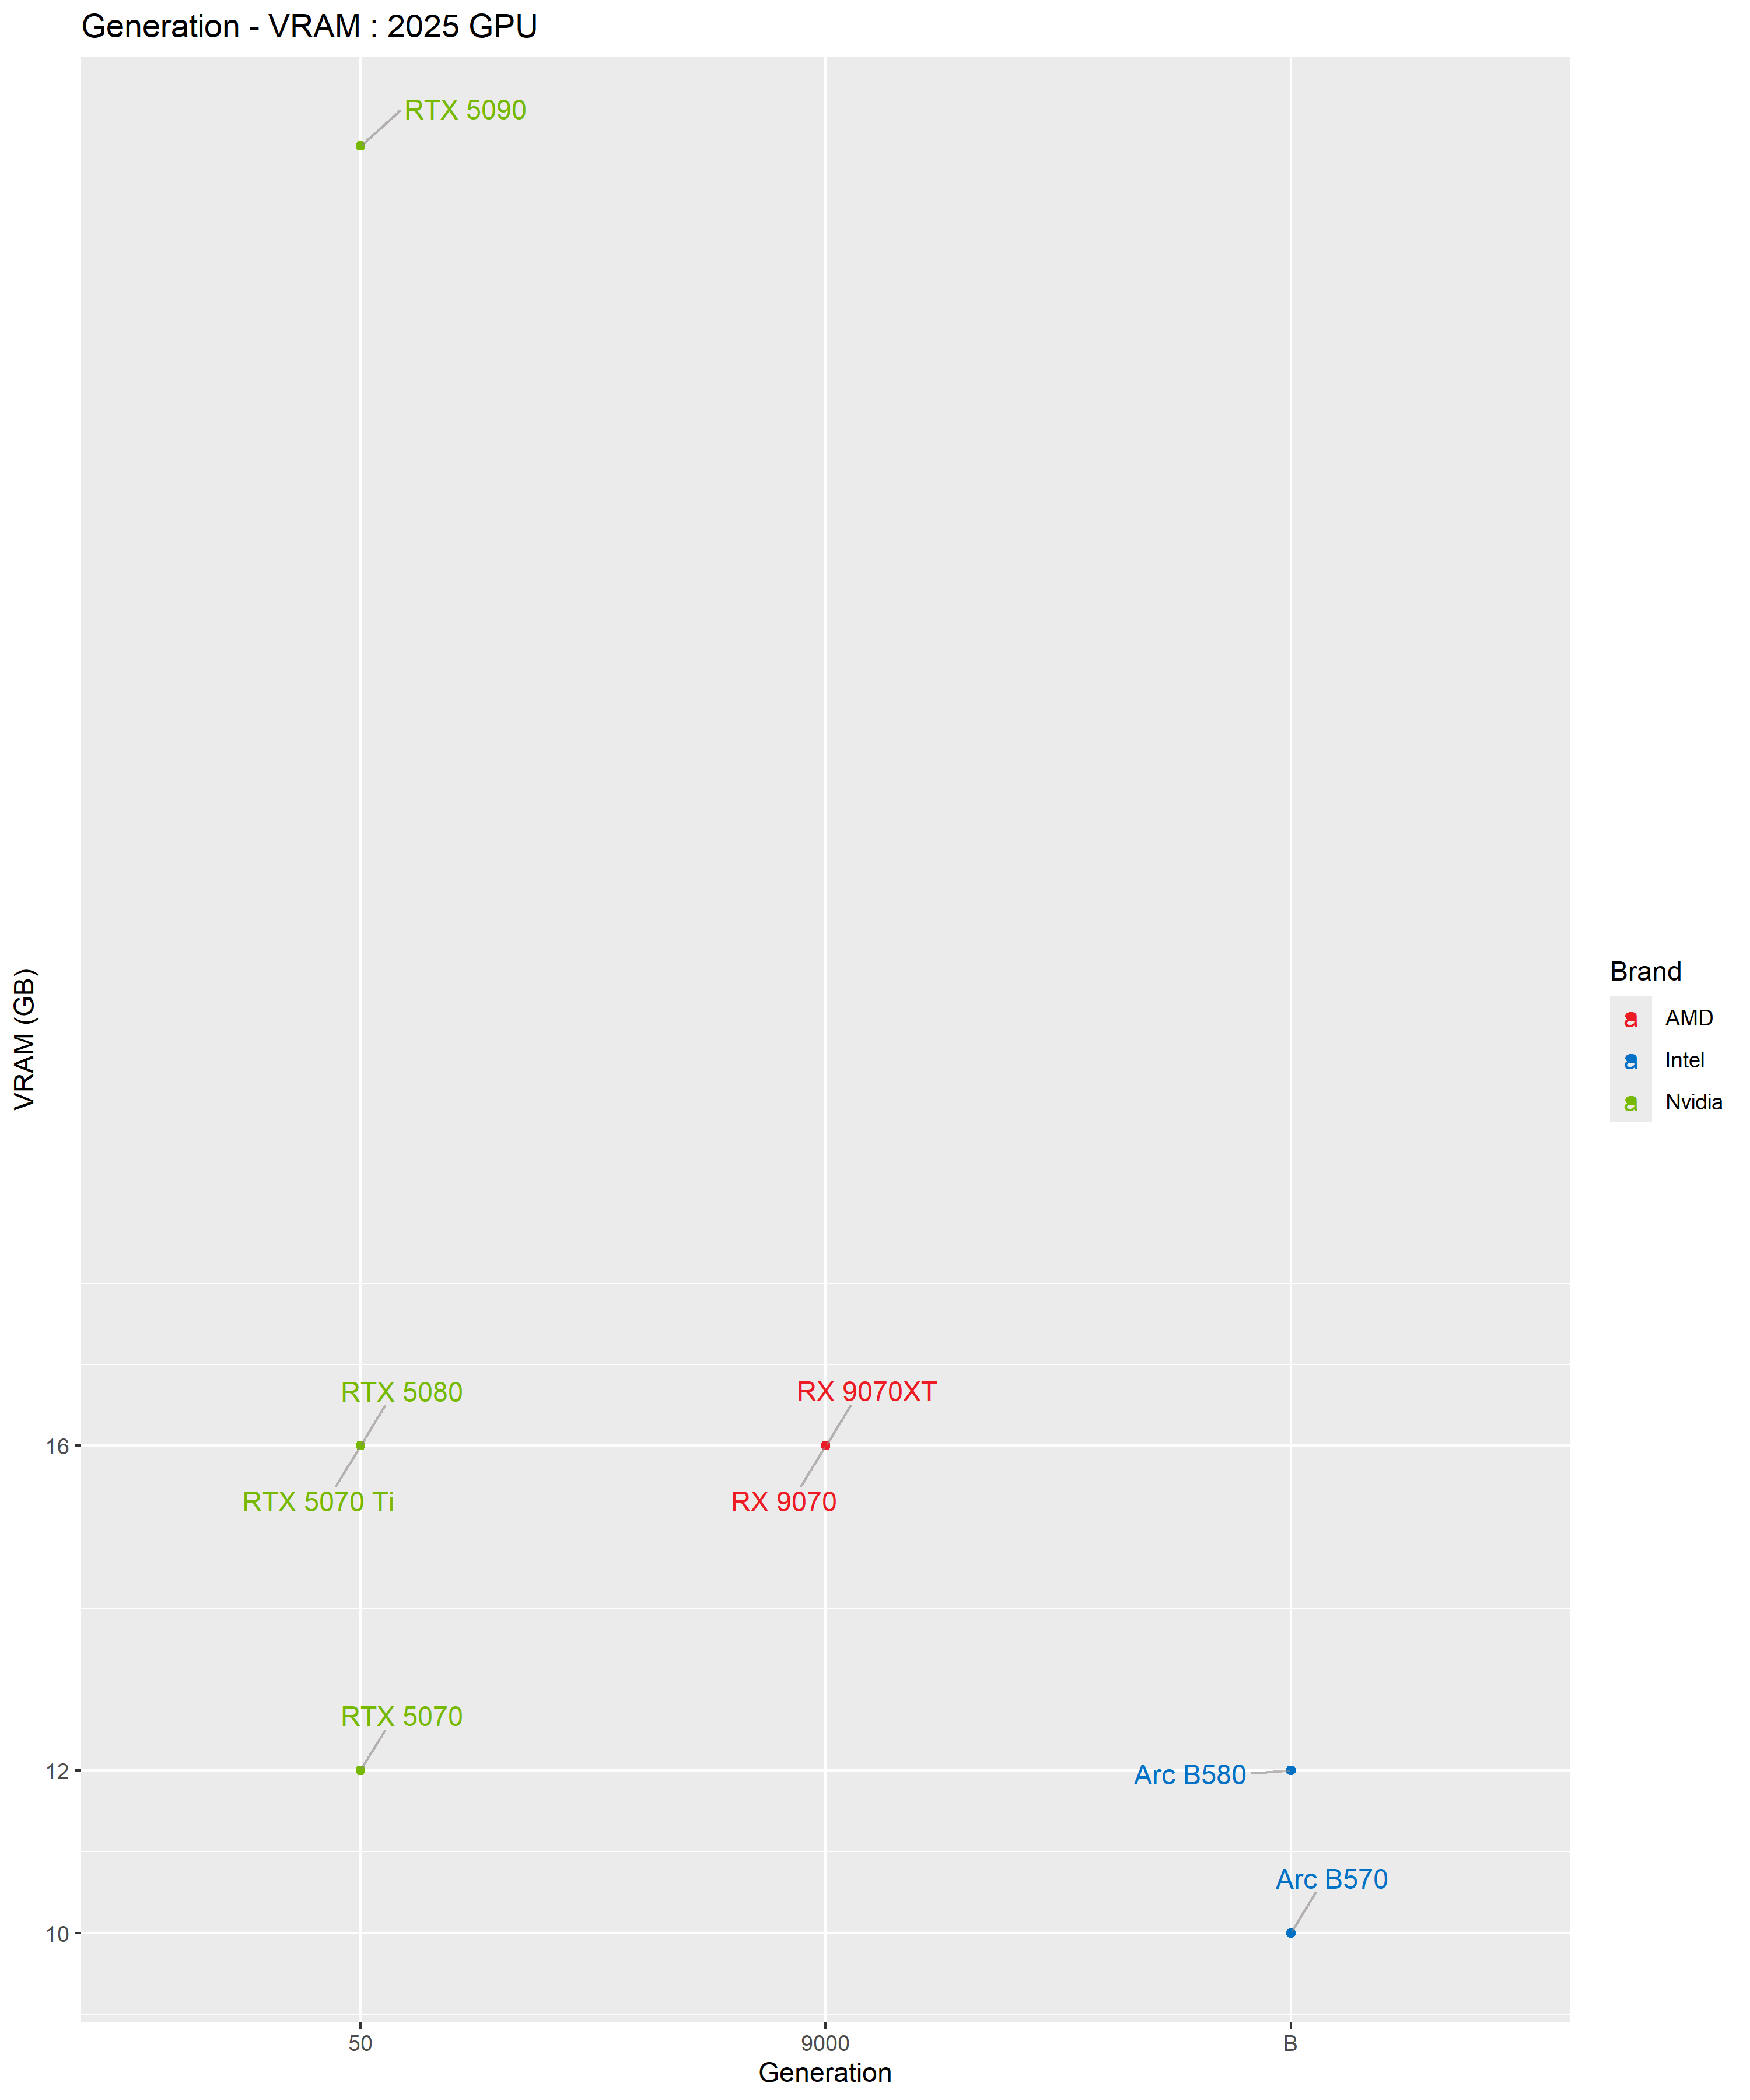 Generation - VRAM : 2025 GPU
RTX 5090
VRAM (GB)
Brand
a AMD
a Intel
a Nvidia
RTX 5080
RX 9070XT
16
RTX 5070 Ti
RX 9070
RTX 5070
12
Arc B580
Arc B570
10
50
9000
B
Generation